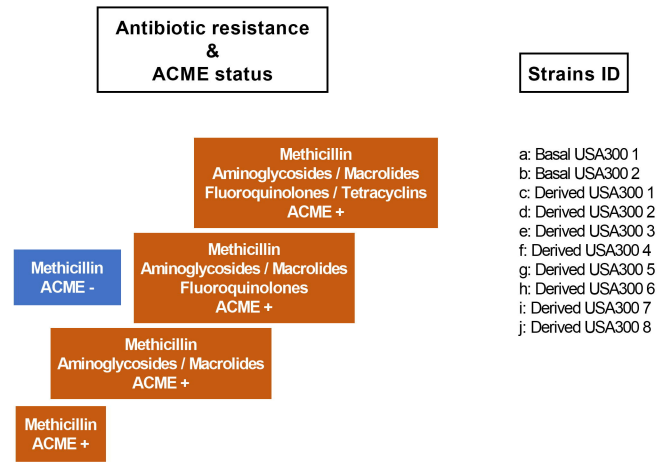 Antibiotic resistance
&
ACME status
Strains ID
Methicillin
Aminoglycosides / Macrolides
Fluoroquinolones / Tetracyclins
ACME +
a: Basal USA300 1
b: Basal USA300 2
c: Derived USA300 1
d: Derived USA300 2
e: Derived USA300 3
f: Derived USA300 4
g: Derived USA300 5
h: Derived USA300 6
i: Derived USA300 7
j: Derived USA300 8
Methicillin
ACME -
Methicillin
Aminoglycosides / Macrolides
Fluoroquinolones
ACME +
Methicillin
Aminoglycosides / Macrolides
ACME +
Methicillin
ACME +